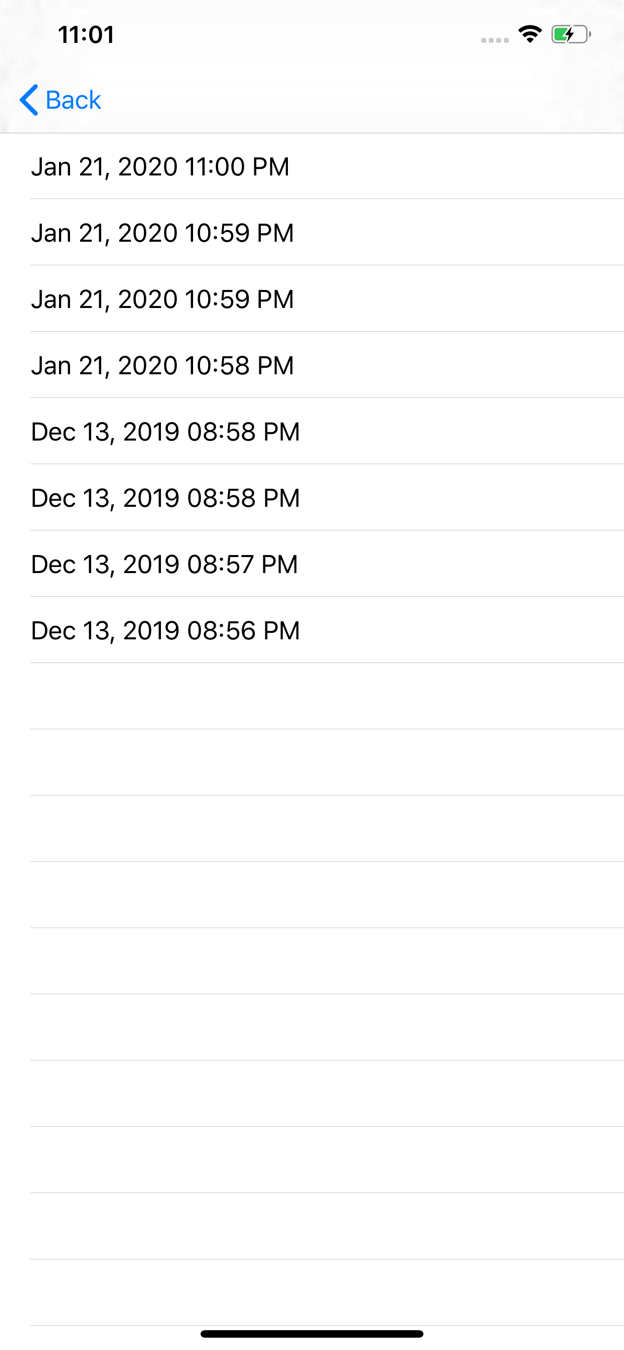 11:01
Back
Jan 21, 2020 11:00 PM
Jan 21, 2020 10:59 PM
Jan 21, 2020 10:59 PM
Jan 21, 2020 10:58 PM
Dec 13, 2019 08:58 PM
Dec 13, 2019 08:58 PM
Dec 13, 2019 08:57 PM
Dec 13, 2019 08:56 PM